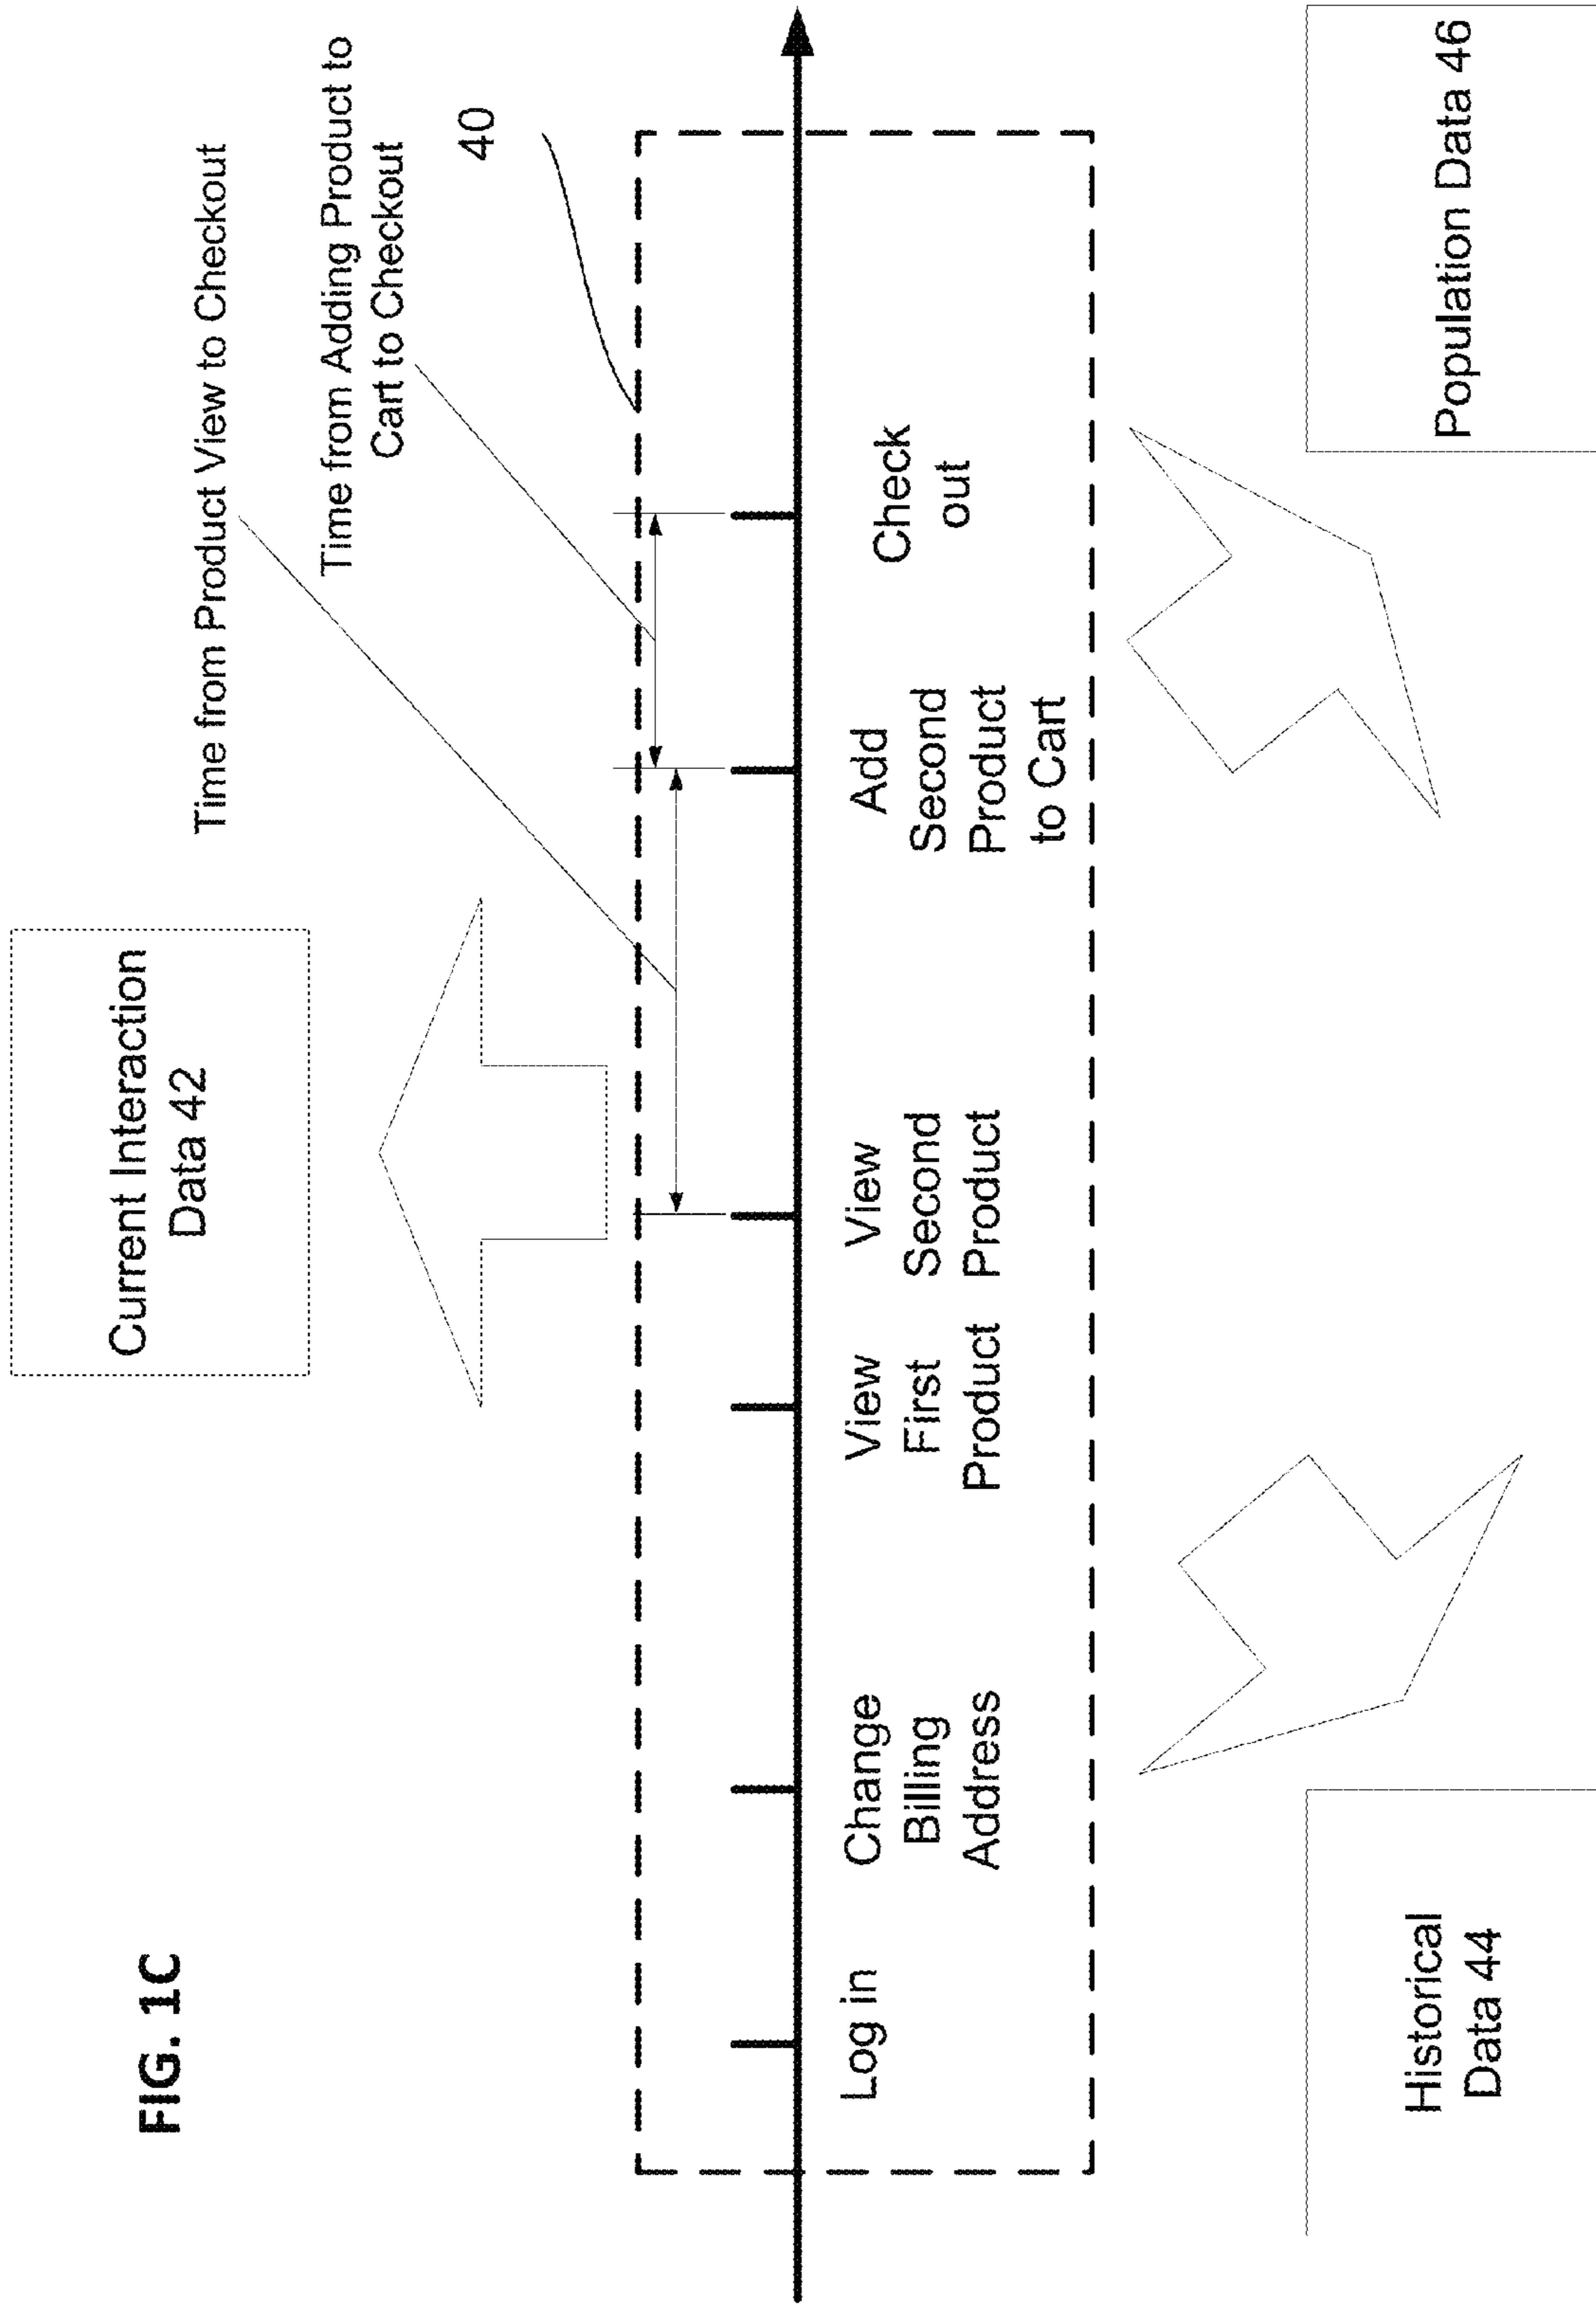 FIG. 1C
Current Interaction
Data 42
Time from Product View to Checkout
Time from Adding Product to
Cart to Checkout
40
Log in
Change
Billing
Address
View
First
Product
View
Second
Product
Add
Second
Product
to Cart
Check
out
Historical
Data 44
Population Data 46